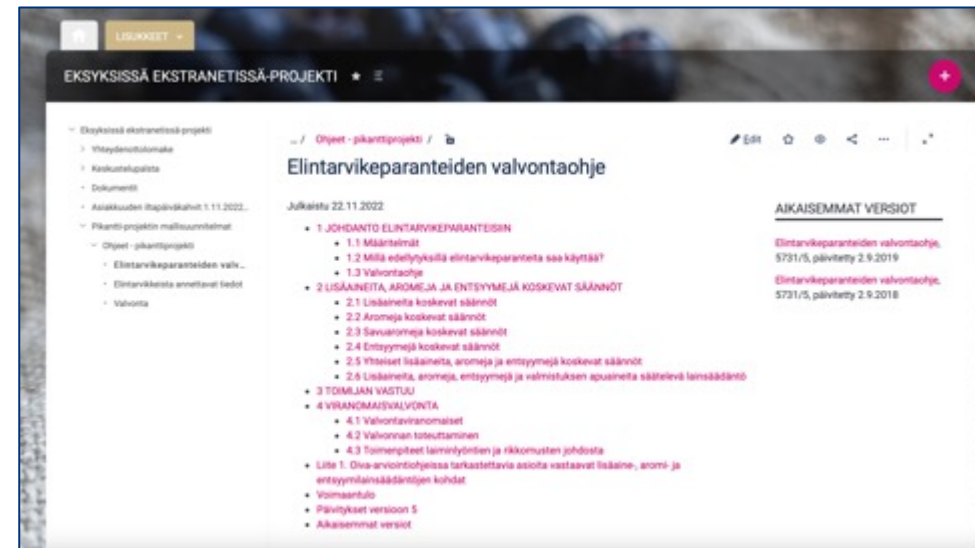 LISUKKEET
EKSYKSISSÄ EKSTRANETISSÄ-PROJEKTI
Eksyksissä ekstranetissä-projekti
Yhteydenottolomake
Keskustelupalsta
Dokumentti
Asiakkuuden iltapäiväkahvit 1.11.2022...
Pikantti-projektin mallisuunnitelmat
Ohjeet - pikanttiprojekti
Elintarvikeparanteiden valv...
Elintarvikkeista annettavat tiedot
Valvonta
... / Ohjeet - pikanttiprojekti /
Edit
Elintarvikeparanteiden valvontaohje
Julkaistu 22.11.2022
1 JOHDANTO ELINTARVIKEPARANTEISIIN
1.1 Määritelmät
1.2 Millä edellytyksillä elintarvikeparanteita saa käyttää?
1.3 Valvontaohje
2 LISÄAINEITA, AROMEJA JA ENTSYYMEJÄ KOSKEVAT SÄÄNNÖT
2.1 Lisäaineita koskevat säännöt
2.2 Aromeja koskevat säännöt
2.3 Savuaromeja koskevat säännöt
2.4 Entsyymejä koskevat säännöt
2.5 Yhteiset lisäaineita, aromeja ja entsyymejä koskevat säännöt
2.6 Lisäaineita, aromeja, entsyymejä ja valmistuksen apuaineita säätelevä lainsäädäntö
3 TOIMIJAN VASTUU
4 VIRANOMAISVALVONTA
4.1 Valvontaviranomaiset
4.2 Valvonnan toteuttaminen
4.3 Toimenpiteet laiminlyöntien ja rikkomusten johdosta
Liite 1. Oiva-arviointiohjeissa tarkastettavia asioita vastaavat lisäaine-, aromi- ja
entsyymilainsäädäntöjen kohdat
Voimaantulo
Päivitykset versioon 5
Aikaisemmat versiot
AIKAISEMMAT VERSIOT
Elintarvikeparanteiden valvontaohje,
5731/5, päivitetty 2.9.2019
Elintarvikeparanteiden valvontaohje,
5731/5, päivitetty 2.9.2018